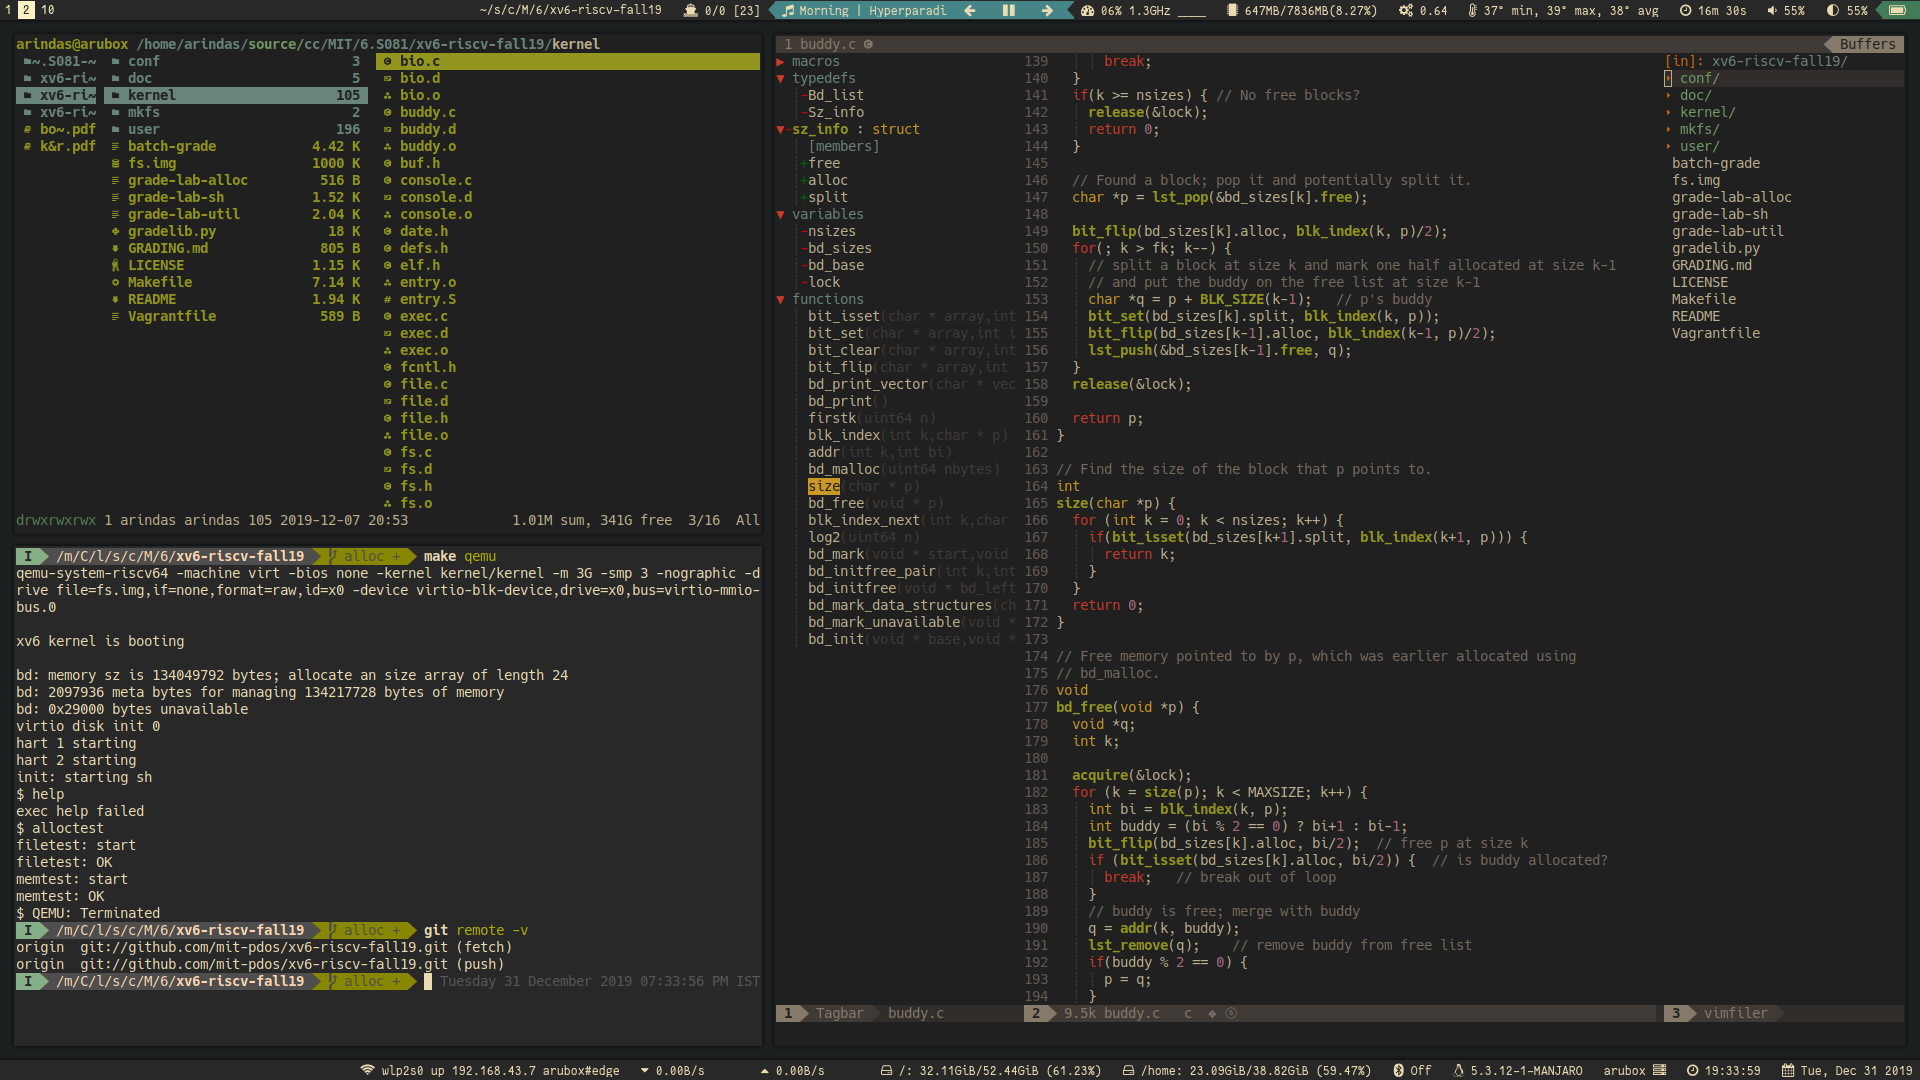 1 2 10 ~/s/c/M/6/xv6-riscv-fall19 0/0 [23] Morning | Hyperparadi 06% 1.3GHz ____ 647MB/7836MB(8.27%) 0.64 37° min, 39° max, 38° avg 16m 30s 55% 55%
arindas@arubox /home/arindas/source/cc/MIT/6.S081/xv6-riscv-fall19/kernel
~.S081~~ conf 3 bio.c
xv6-ri~ doc 5 bio.d
xv6-ri~ kernel 105 bio.o
xv6-ri~ mkfs 2 buddy.c
bo~.pdf user 196 buddy.d
k&r.pdf batch-grade 4.42 K buddy.o
fs.img 1000 K buf.h
grade-lab-alloc 516 B console.c
grade-lab-sh 1.52 K console.d
grade-lab-util 2.04 K console.o
gradelib.py 18 K date.h
GRADING.md 805 B defs.h
LICENSE 1.15 K elf.h
Makefile 7.14 K entry.o
README 1.94 K entry.S
Vagrantfile 589 B exec.c
exec.d
exec.o
fcntl.h
file.c
file.d
file.h
file.o
fs.c
fs.d
fs.h
fs.o
drwxrwxrwx 1 arindas arindas 105 2019-12-07 20:53 1.01M sum, 341G free 3/16 All
I /m/C/l/s/c/M/6/xv6-riscv-fall19 alloc + make qemu
qemu-system-riscv64 -machine virt -bios none -kernel kernel/kernel -m 3G -smp 3 -nographic -d
rive file=fs.img,if=none,format=raw,id=x0 -device virtio-blk-device,drive=x0,bus=virtio-mmio-
bus.0
xv6 kernel is booting
bd: memory sz is 134049792 bytes; allocate an size array of length 24
bd: 2097936 meta bytes for managing 134217728 bytes of memory
bd: 0x29000 bytes unavailable
virtio disk init 0
hart 1 starting
hart 2 starting
init: starting sh
$ help
exec help failed
$ alloctest
filetest: start
filetest: OK
memtest: start
memtest: OK
$ QEMU: Terminated
I /m/C/l/s/c/M/6/xv6-riscv-fall19 alloc + git remote -v
origin git://github.com/mit-pdos/xv6-riscv-fall19.git (fetch)
origin git://github.com/mit-pdos/xv6-riscv-fall19.git (push)
I /m/C/l/s/c/M/6/xv6-riscv-fall19 alloc + Tuesday 31 December 2019 07:33:56 PM IST
1 buddy.c Buffers
macros
typedefs
-Bd_list
-Sz_info
-sz_info : struct
[members]
+free
+alloc
+split
variables
-nsizes
-bd_sizes
-bd_base
-lock
functions
bit_isset(char * array,int
bit_set(char * array,int i
bit_clear(char * array,int
bit_flip(char * array,int
bd_print_vector(char * vec
bd_print()
firstk(uint64 n)
blk_index(int k,char * p)
addr(int k,int bi)
bd_malloc(uint64 nbytes)
size(char * p)
bd_free(void * p)
blk_index_next(int k,char
log2(uint64 n)
bd_mark(void * start,void
bd_initfree_pair(int k,int
bd_initfree(void * bd_left
bd_mark_data_structures(ch
bd_mark_unavailable(void *
bd_init(void * base,void *
139 break;
140 }
141 if(k >= nsizes) { // No free blocks?
142 release(&lock);
143 return 0;
144 }
145
146 // Found a block; pop it and potentially split it.
147 char *p = lst_pop(&bd_sizes[k].free);
148
149 bit_flip(bd_sizes[k].alloc, blk_index(k, p)/2);
150 for(; k > fk; k--) {
151 // split a block at size k and mark one half allocated at size k-1
152 // and put the buddy on the free list at size k-1
153 char *q = p + BLK_SIZE(k-1); // p's buddy
154 bit_set(bd_sizes[k].split, blk_index(k, p));
155 bit_flip(bd_sizes[k-1].alloc, blk_index(k-1, p)/2);
156 lst_push(&bd_sizes[k-1].free, q);
157 }
158 release(&lock);
159
160 return p;
161 }
162
163 // Find the size of the block that p points to.
164 int
165 size(char *p) {
166 for (int k = 0; k < nsizes; k++) {
167 if(bit_isset(bd_sizes[k+1].split, blk_index(k+1, p))) {
168 return k;
169 }
170 }
171 return 0;
172 }
173
174 // Free memory pointed to by p, which was earlier allocated using
175 // bd_malloc.
176 void
177 bd_free(void *p) {
178 void *q;
179 int k;
180
181 acquire(&lock);
182 for (k = size(p); k < MAXSIZE; k++) {
183 int bi = blk_index(k, p);
184 int buddy = (bi % 2 == 0) ? bi+1 : bi-1;
185 bit_flip(bd_sizes[k].alloc, bi/2); // free p at size k
186 if (bit_isset(bd_sizes[k].alloc, bi/2)) { // is buddy allocated?
187 break; // break out of loop
188 }
189 // buddy is free; merge with buddy
190 q = addr(k, buddy);
191 lst_remove(q); // remove buddy from free list
192 if(buddy % 2 == 0) {
193 p = q;
194 }
[in]: xv6-riscv-fall19/
conf/
doc/
kernel/
mkfs/
user/
batch-grade
fs.img
grade-lab-alloc
grade-lab-sh
grade-lab-util
gradelib.py
GRADING.md
LICENSE
Makefile
README
Vagrantfile
1 Tagbar buddy.c 2 9.5k buddy.c c 3 vimfiler
wlp2s0 up 192.168.43.7 arubox#edge 0.00B/s 0.00B/s /: 32.11GiB/52.44GiB (61.23%) /home: 23.09GiB/38.82GiB (59.47%) Off 5.3.12-1-MANJARO arubox 19:33:59 Tue, Dec 31 2019